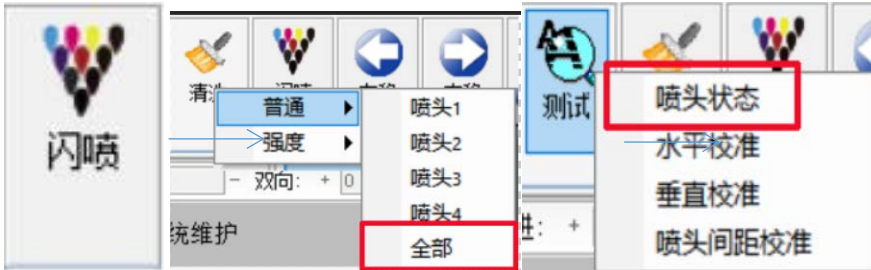 闪喷
清洗
普通
强度
喷头1
喷头2
喷头3
喷头4
全部
- 双向: + 0
统维护
测试
喷头状态
水平校准
垂直校准
喷头间距校准
进: +